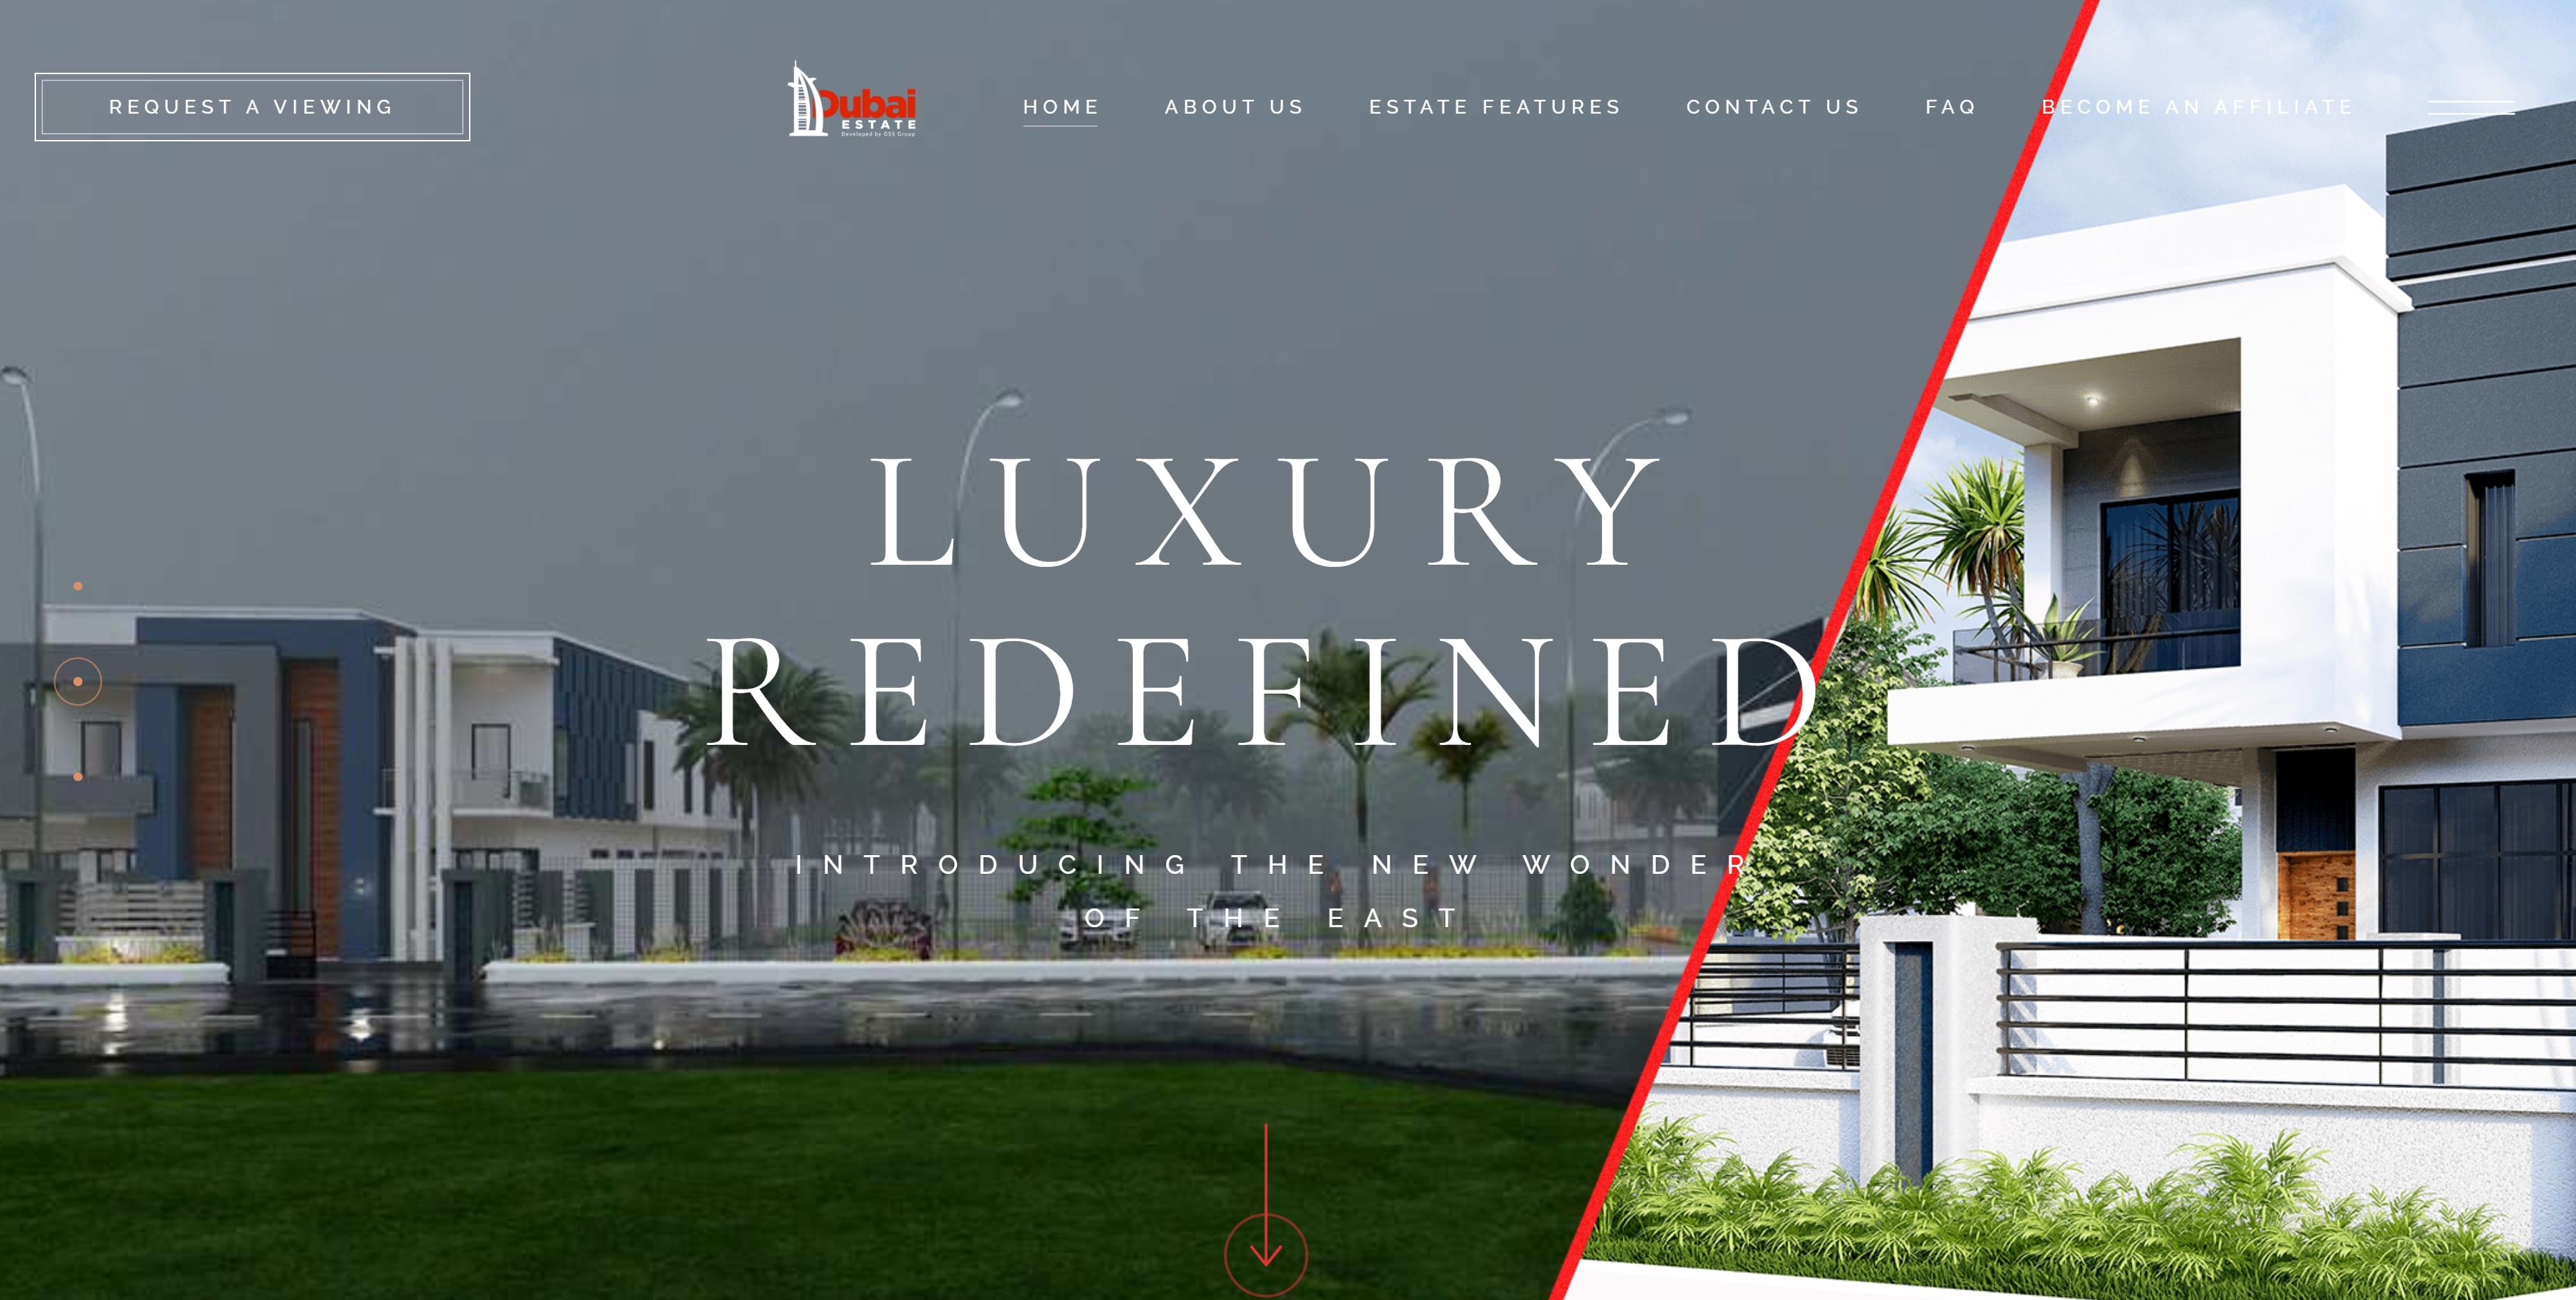 REQUEST A VIEWING
Dubai
ESTATE
Developed by GSS Group
HOME
ABOUT US
ESTATE FEATURES
CONTACT US
FAQ
BECOME AN AFFILIATE
LUXURY
REDEFINED
INTRODUCING THE NEW WONDER
OF THE EAST